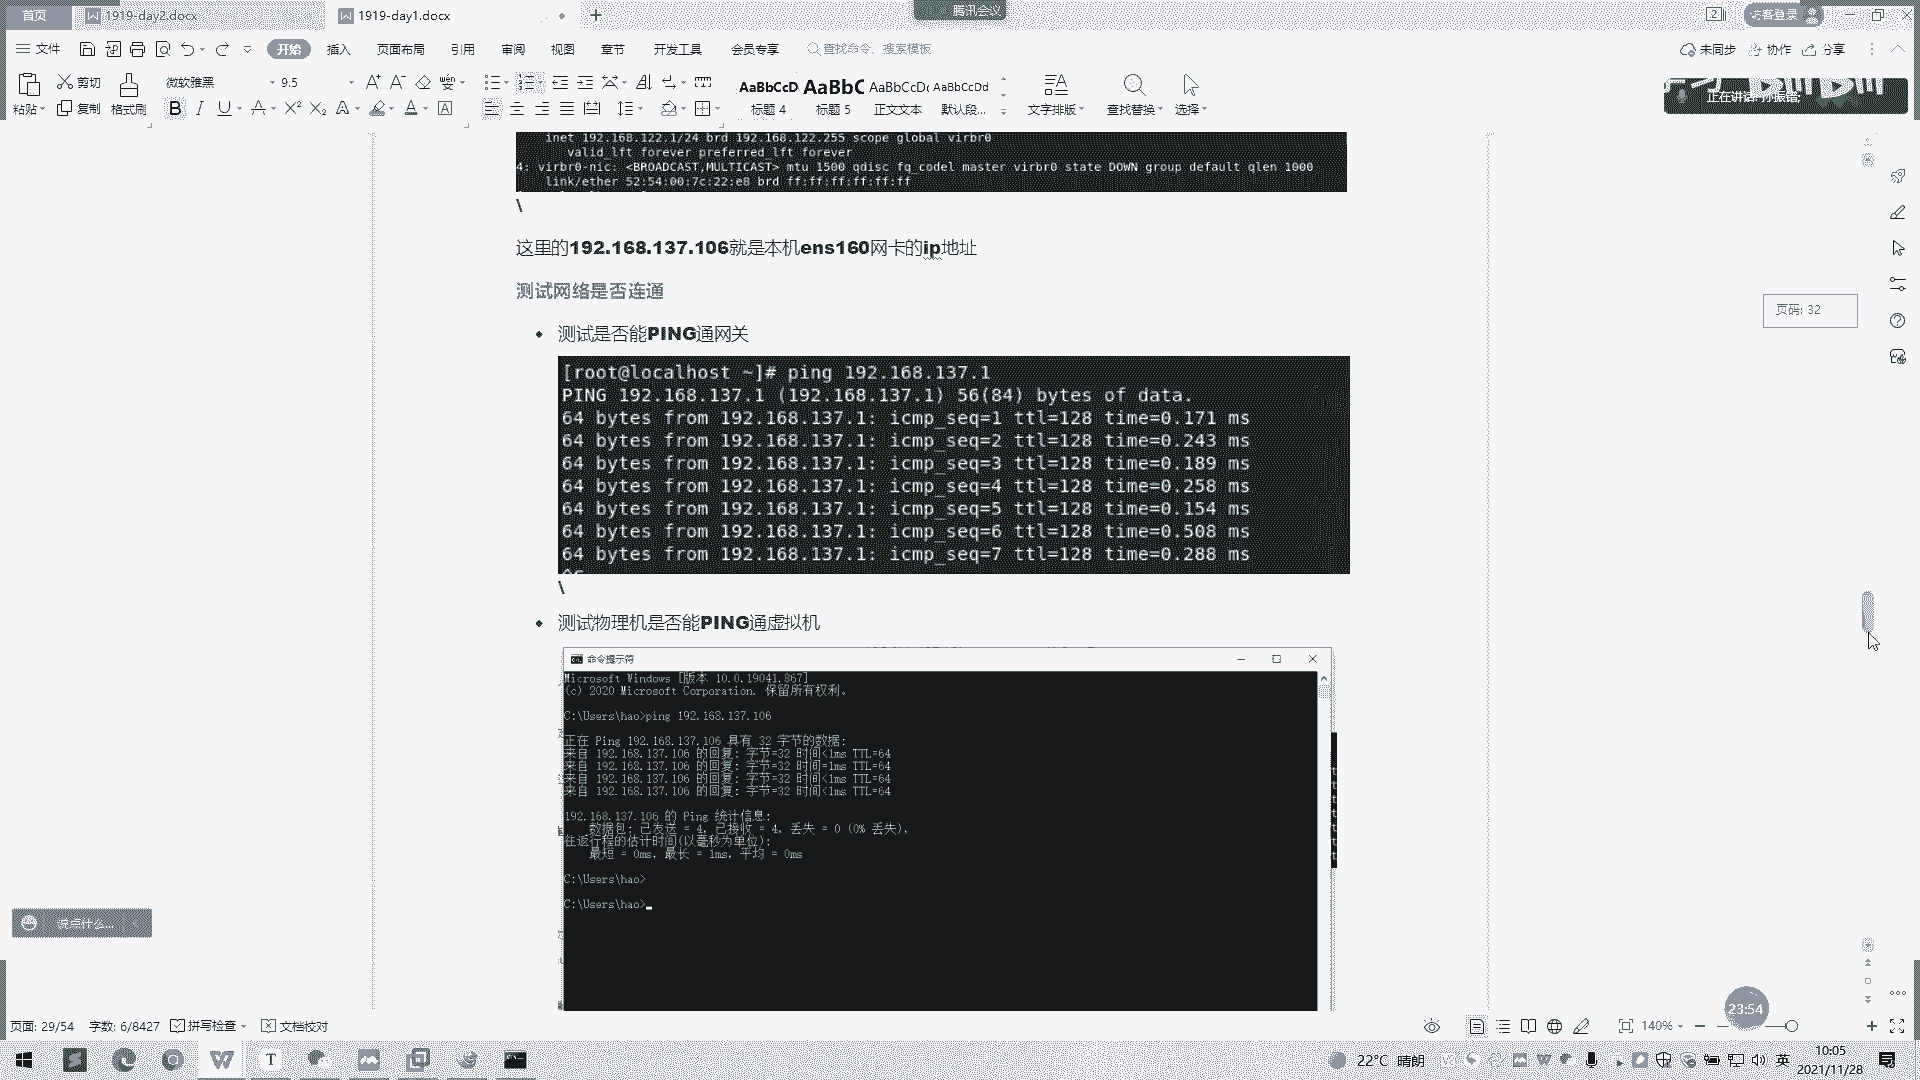 首页
1919-day2.docx
1919-day1.docx
腾讯会议
2
访客登录
文件
开始
插入
页面布局
引用
审阅
视图
章节
开发工具
会员专享
查找命令、搜索模板
未同步
协作
分享
剪切
微软雅黑
9.5
AaBbCcD
AaBbC
AaBbCcDc
AaBbCcDd
粘贴
复制
格式刷
标题 4
标题 5
正文文本
默认段...
文字排版
查找替换
选择
正在讲话:
inet 192.168.122.1/24 brd 192.168.122.255 scope global virbr0
valid_lft forever preferred_lft forever
4: virbr0-nic: <BROADCAST,MULTICAST> mtu 1500 qdisc fq_codel master virbr0 state DOWN group default qlen 1000
link/ether 52:54:00:7c:22:e8 brd ff:ff:ff:ff:ff:ff
\
这里的192.168.137.106就是本机ens160网卡的ip地址
测试网络是否连通
页码: 32
测试是否能PING通网关
[root@localhost ~]# ping 192.168.137.1
PING 192.168.137.1 (192.168.137.1) 56(84) bytes of data.
64 bytes from 192.168.137.1: icmp_seq=1 ttl=128 time=0.171 ms
64 bytes from 192.168.137.1: icmp_seq=2 ttl=128 time=0.243 ms
64 bytes from 192.168.137.1: icmp_seq=3 ttl=128 time=0.189 ms
64 bytes from 192.168.137.1: icmp_seq=4 ttl=128 time=0.258 ms
64 bytes from 192.168.137.1: icmp_seq=5 ttl=128 time=0.154 ms
64 bytes from 192.168.137.1: icmp_seq=6 ttl=128 time=0.508 ms
64 bytes from 192.168.137.1: icmp_seq=7 ttl=128 time=0.288 ms
\
测试物理机是否能PING通虚拟机
命令提示符
Microsoft Windows [版本 10.0.19041.867]
(c) 2020 Microsoft Corporation. 保留所有权利。
C:\Users\hao>ping 192.168.137.106
正在 Ping 192.168.137.106 具有 32 字节的数据:
来自 192.168.137.106 的回复: 字节=32 时间<1ms TTL=64
来自 192.168.137.106 的回复: 字节=32 时间=1ms TTL=64
来自 192.168.137.106 的回复: 字节=32 时间<1ms TTL=64
来自 192.168.137.106 的回复: 字节=32 时间<1ms TTL=64
192.168.137.106 的 Ping 统计信息:
数据包: 已发送 = 4，已接收 = 4，丢失 = 0 (0% 丢失)，
往返行程的估计时间(以毫秒为单位):
最短 = 0ms，最长 = 1ms，平均 = 0ms
C:\Users\hao>
C:\Users\hao>
说点什么...
23:54
页面: 29/54
字数: 6/8427
拼写检查
文档校对
140%
22°C 晴朗
英
10:05
2021/11/28